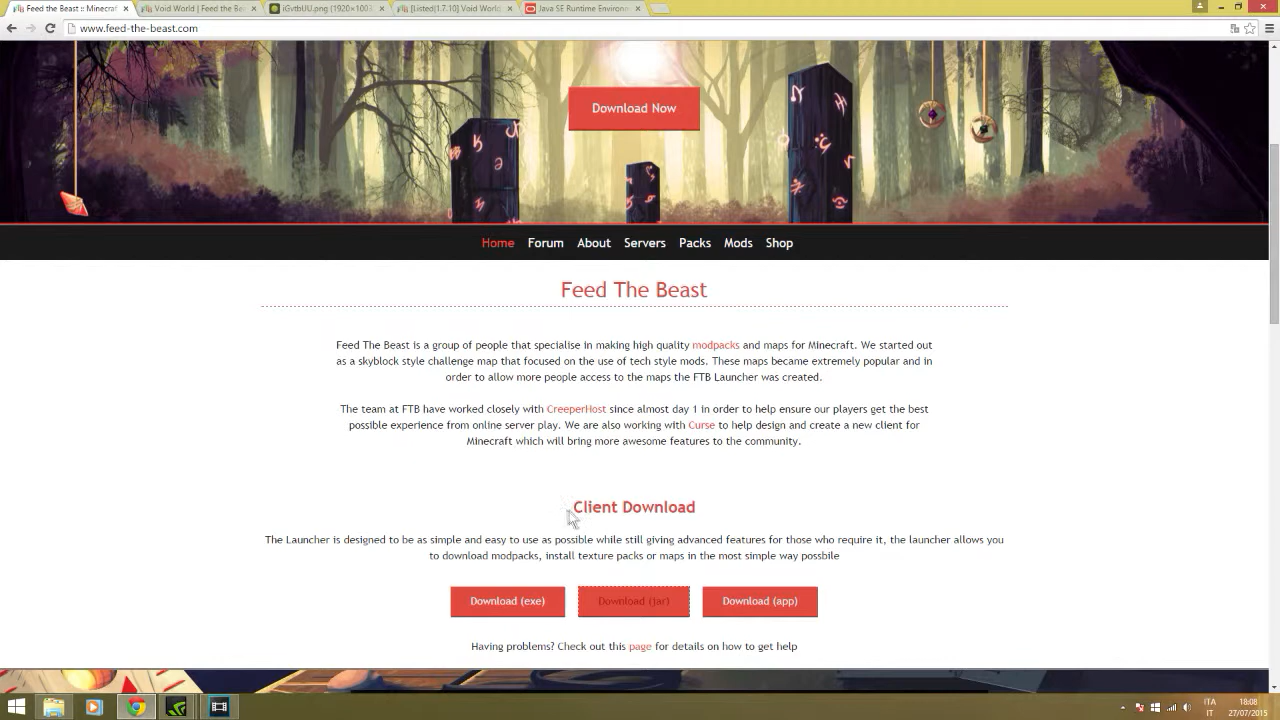 Feed the Beast :: Minecraf
Void World | Feed the Be
iGvtbUU.png (1920×100
[Listed][1.7.10] Void World
Java SE Runtime Environm
www.feed-the-beast.com
Download Now
Home Forum About Servers Packs Mods Shop
Feed The Beast
Feed The Beast is a group of people that specialise in making high quality modpacks and maps for Minecraft. We started out
as a skyblock style challenge map that focused on the use of tech style mods. These maps became extremely popular and in
order to allow more people access to the maps the FTB Launcher was created.
The team at FTB have worked closely with CreeperHost since almost day 1 in order to help ensure our players get the best
possible experience from online server play. We are also working with Curse to help design and create a new client for
Minecraft which will bring more awesome features to the community.
Client Download
The Launcher is designed to be as simple and easy to use as possible while still giving advanced features for those who require it, the launcher allows you
to download modpacks, install texture packs or maps in the most simple way possbile
Download (exe) Download (jar) Download (app)
Having problems? Check out this page for details on how to get help
ITA 18:08
IT 27/07/2015